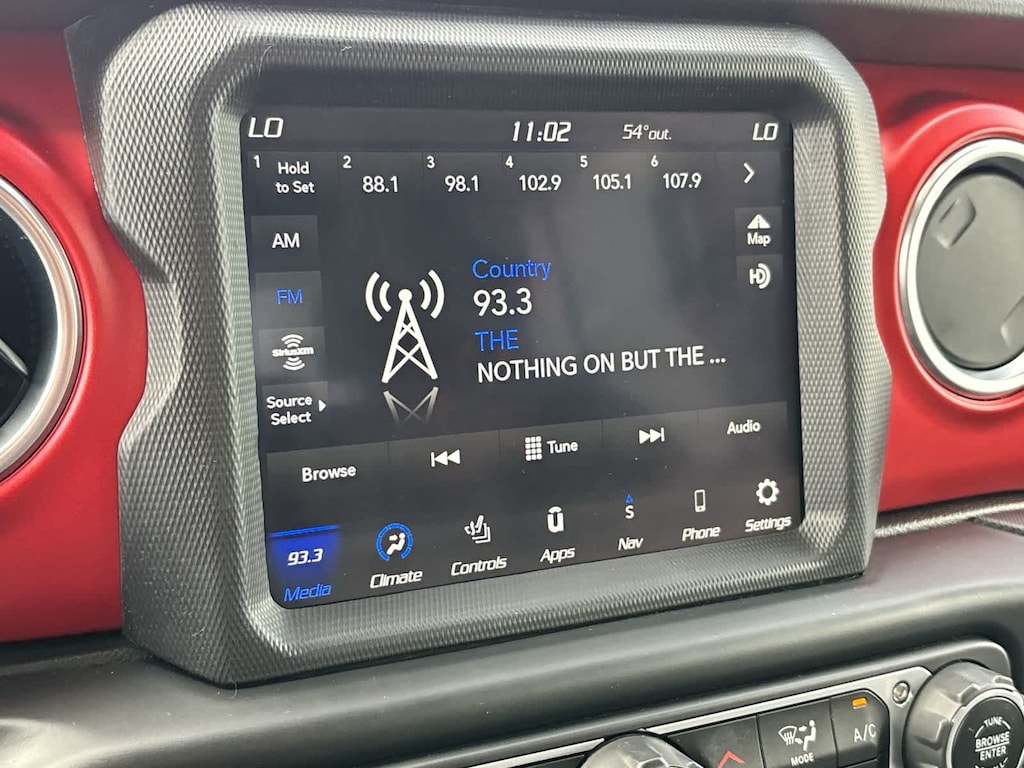 LO 11:02 54°out. LO
1 Hold to Set 2 88.1 3 98.1 4 102.9 5 105.1 6 107.9
AM
FM
SiriusXM
Source
Select
Map
HD
Country
93.3
THE
NOTHING ON BUT THE ...
Browse Tune Audio
93.3 S
Media Climate Controls Apps Nav Phone Settings
MODE
A/C
TUNE
BROWSE
ENTER